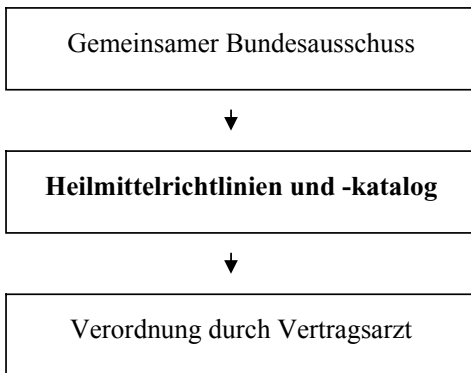 Gemeinsamer Bundesausschuss
Heilmittelrichtlinien und -katalog
Verordnung durch Vertragsarzt